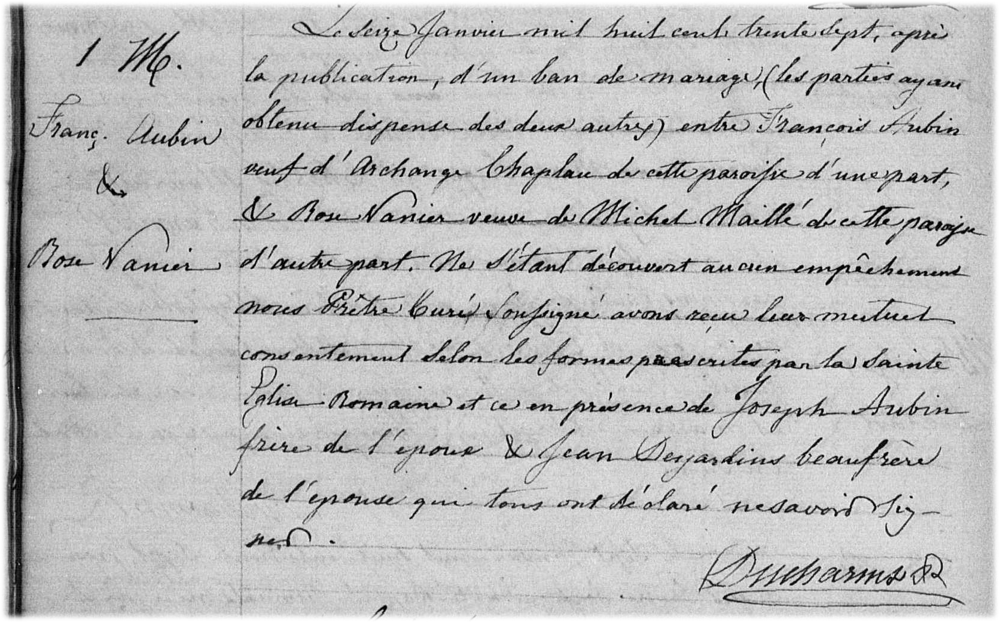 1 M.
Franç. Aubin
&
Rose Vanier
Le seize Janvier mil huit cent trente sept, après
la publication, d'un ban de mariage, (les parties ayant
obtenu dispense des deux autres) entre François Aubin
veuf d'Archange Chaplau de cette paroisse d'une part,
& Rose Vanier veuve de Michel Maillé de cette paroisse
d'autre part. Ne s'étant découvert aucun empêchement
nous Prêtre Curé soussigné avons reçu leur mutuel
consentement selon les formes prescrites par la Sainte
Eglise Romaine et ce en présence de Joseph Aubin
frère de l'epoux & Jean Desjardins beaufrère
de l'epouse qui tous ont déclaré ne savoir sig-
ner.
Ducharme